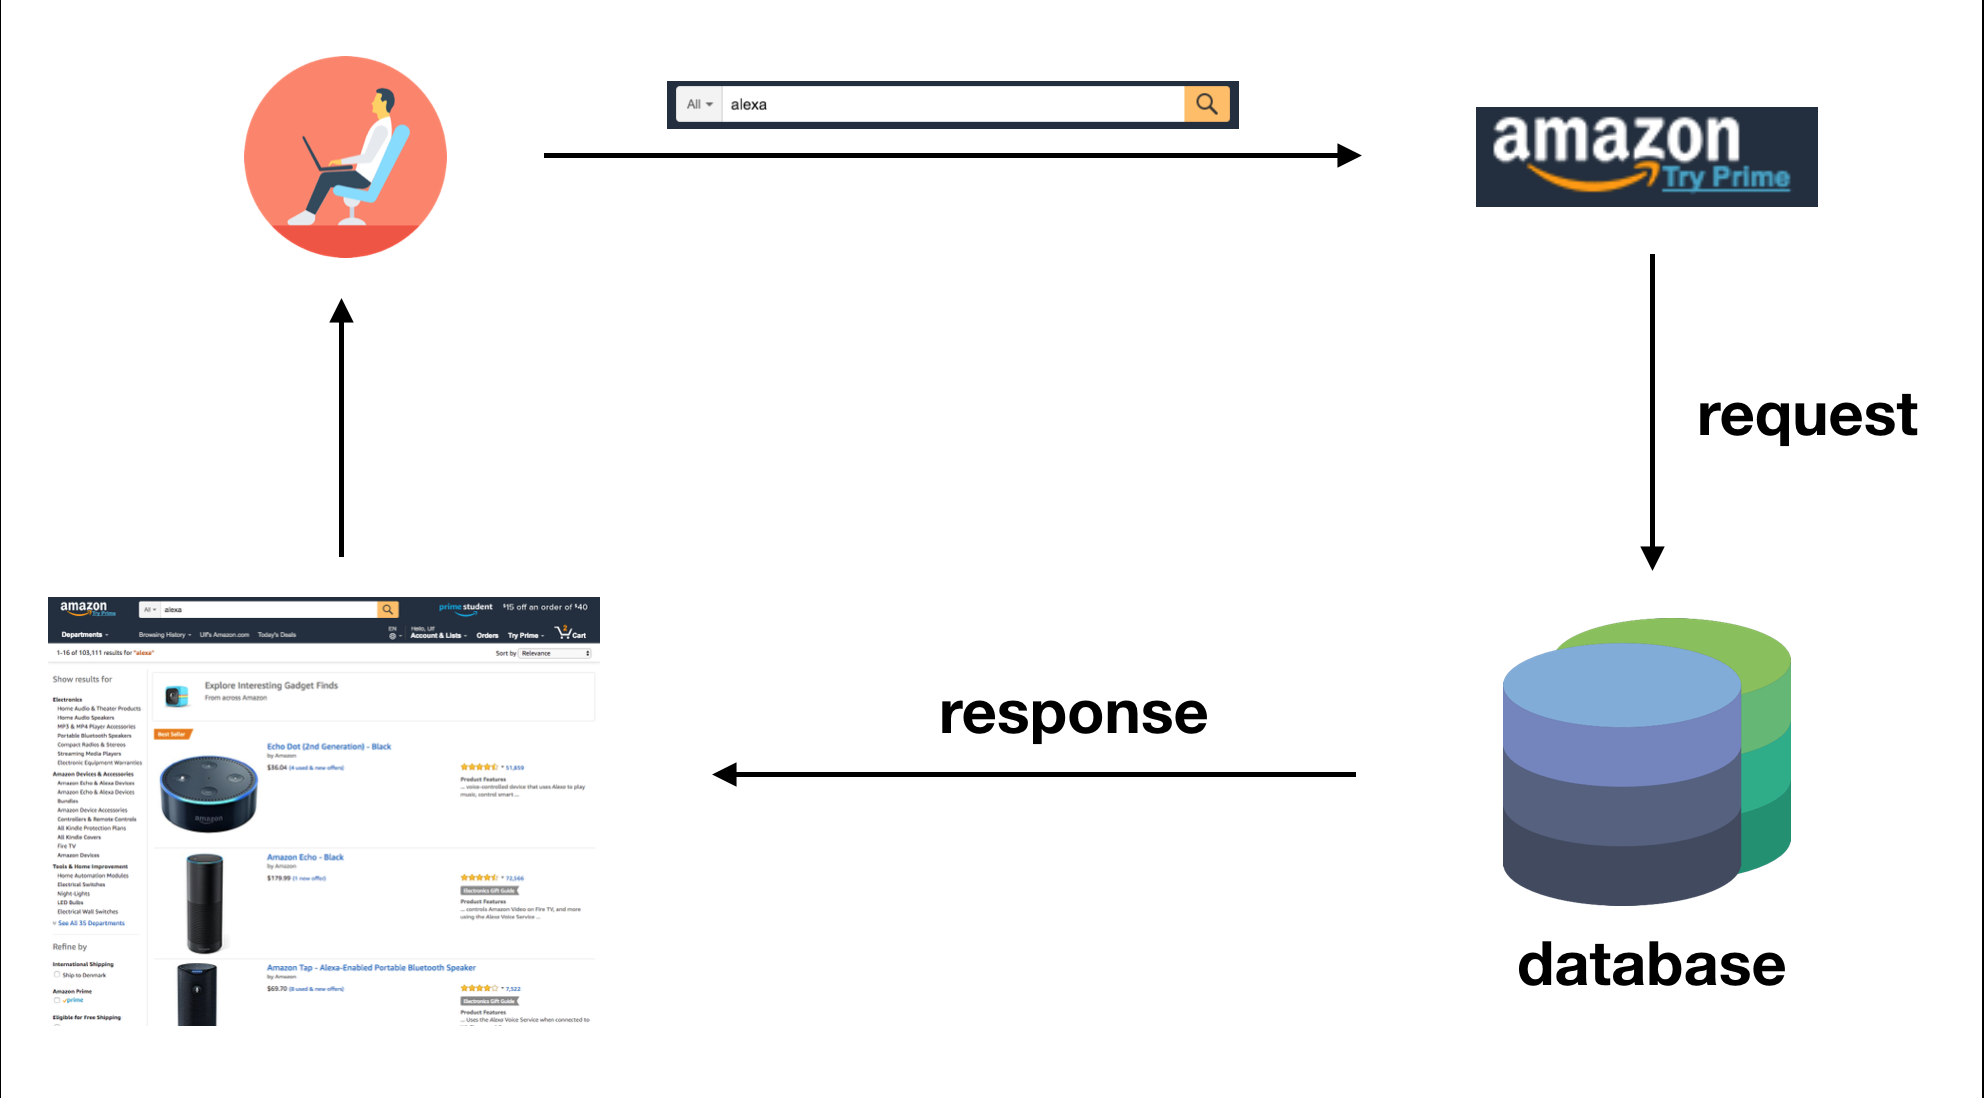 All alexa
amazon
Try Prime
request
response
database
amazon
Try Prime
All alexa
prime student $15 off an order of $40
Departments Browsing History Ulf's Amazon.com Today's Deals
EN Hello, Ulf
Account & Lists Orders Try Prime 2 Cart
1-16 of 103,111 results for "alexa"
Sort by Relevance
Show results for
Electronics
Home Audio & Theater Products
Home Audio Speakers
MP3 & MP4 Player Accessories
Portable Bluetooth Speakers
Compact Radios & Stereos
Streaming Media Players
Electronic Equipment Warranties
Amazon Devices & Accessories
Amazon Echo & Alexa Devices
Amazon Echo & Alexa Devices
Bundles
Amazon Device Accessories
Controllers & Remote Controls
All Kindle Protection Plans
All Kindle Covers
Fire TV
Amazon Devices
Tools & Home Improvement
Home Automation Modules
Electrical Switches
Night-Lights
LED Bulbs
Electrical Wall Switches
See All 35 Departments
Refine by
International Shipping
Ship to Denmark
Amazon Prime
prime
Eligible for Free Shipping
Explore Interesting Gadget Finds
From across Amazon
Best Seller
Echo Dot (2nd Generation) - Black
by Amazon
$36.04 (4 used & new offers)
51,859
Product Features
... voice-controlled device that uses Alexa to play
music, control smart ...
amazon
Amazon Echo - Black
by Amazon
$179.99 (1 new offer)
72,566
Electronics Gift Guide
Product Features
... controls Amazon Video on Fire TV, and more
using the Alexa Voice Service ...
Amazon Tap - Alexa-Enabled Portable Bluetooth Speaker
by Amazon
$69.70 (8 used & new offers)
7,522
Electronics Gift Guide
Product Features
... Uses the Alexa Voice Service when connected to